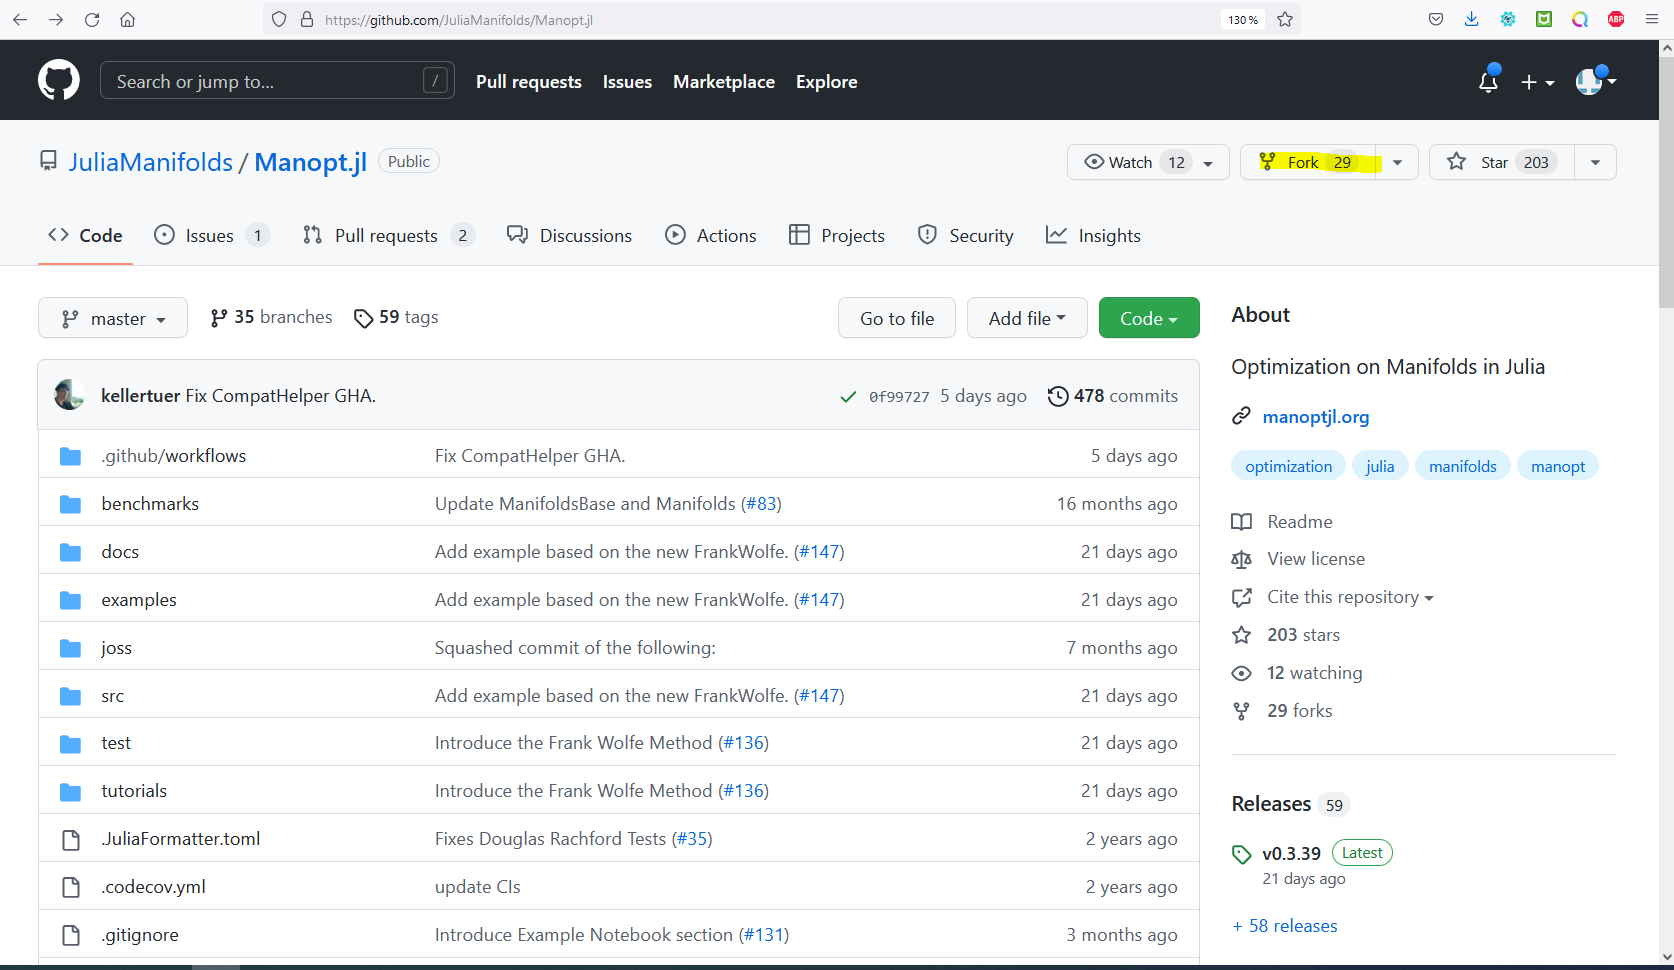 https://github.com/JuliaManifolds/Manopt.jl 130 % ABP
Search or jump to... / Pull requests Issues Marketplace Explore
JuliaManifolds / Manopt.jl Public Watch 12 Fork 29 Star 203
Code Issues 1 Pull requests 2 Discussions Actions Projects Security Insights
master 35 branches 59 tags Go to file Add file Code
kellertuer Fix CompatHelper GHA. 0f99727 5 days ago 478 commits
.github/workflows Fix CompatHelper GHA. 5 days ago
benchmarks Update ManifoldsBase and Manifolds (#83) 16 months ago
docs Add example based on the new FrankWolfe. (#147) 21 days ago
examples Add example based on the new FrankWolfe. (#147) 21 days ago
joss Squashed commit of the following: 7 months ago
src Add example based on the new FrankWolfe. (#147) 21 days ago
test Introduce the Frank Wolfe Method (#136) 21 days ago
tutorials Introduce the Frank Wolfe Method (#136) 21 days ago
.JuliaFormatter.toml Fixes Douglas Rachford Tests (#35) 2 years ago
.codecov.yml update CIs 2 years ago
.gitignore Introduce Example Notebook section (#131) 3 months ago
About
Optimization on Manifolds in Julia
manoptjl.org
optimization julia manifolds manopt
Readme
View license
Cite this repository
203 stars
12 watching
29 forks
Releases 59
v0.3.39 Latest
21 days ago
+ 58 releases